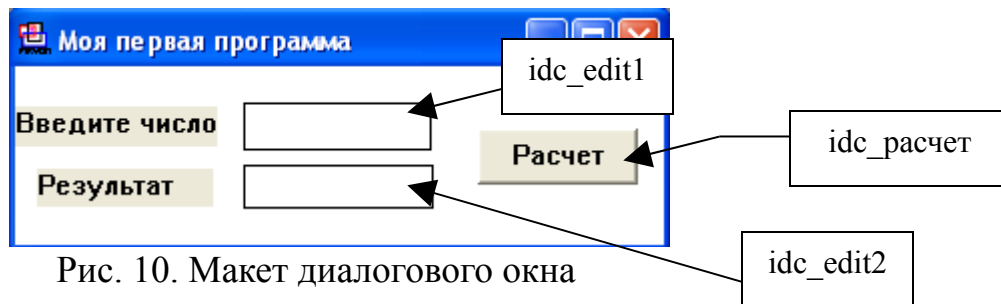 Моя первая программа
idc_edit1
Введите число
Расчет
idc_расчет
Результат
idc_edit2
Рис. 10. Макет диалогового окна